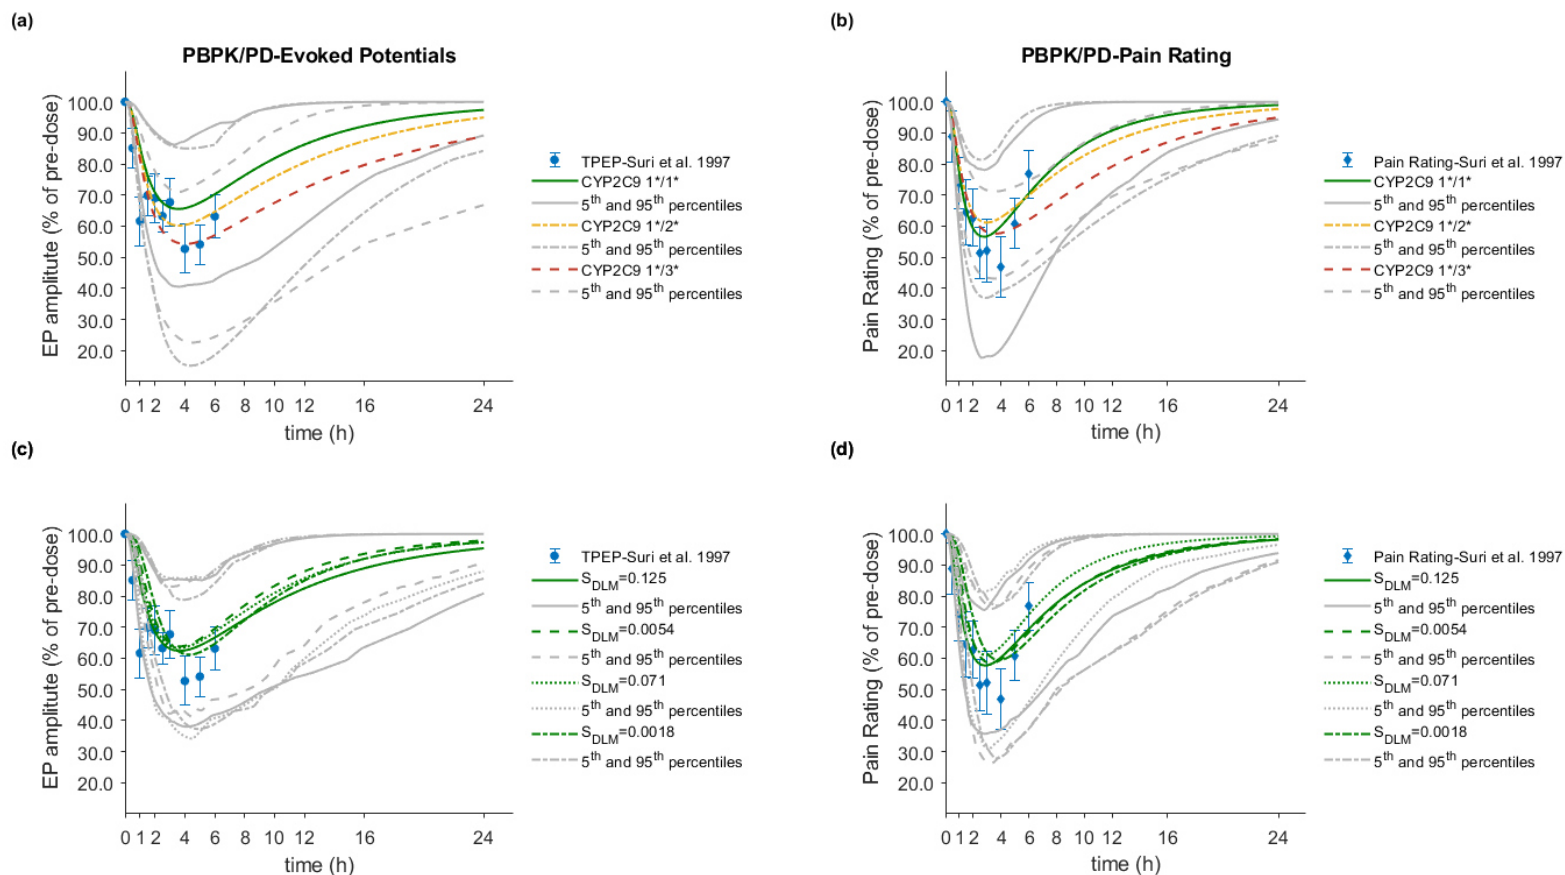 (a)
PBPK/PD-Evoked Potentials
EP amplitude (% of pre-dose)
100.0
90.0
80.0
70.0
60.0
50.0
40.0
30.0
20.0
0 1 2 4 6 8 10 12 16 24
time (h)
TPEP-Suri et al. 1997
CYP2C9 1*/1*
5th and 95th percentiles
CYP2C9 1*/2*
5th and 95th percentiles
CYP2C9 1*/3*
5th and 95th percentiles
(b)
PBPK/PD-Pain Rating
Pain Rating (% of pre-dose)
100.0
90.0
80.0
70.0
60.0
50.0
40.0
30.0
20.0
0 1 2 4 6 8 10 12 16 24
time (h)
Pain Rating-Suri et al. 1997
CYP2C9 1*/1*
5th and 95th percentiles
CYP2C9 1*/2*
5th and 95th percentiles
CYP2C9 1*/3*
5th and 95th percentiles
(c)
EP amplitude (% of pre-dose)
100.0
90.0
80.0
70.0
60.0
50.0
40.0
30.0
20.0
0 1 2 4 6 8 10 12 16 24
time (h)
TPEP-Suri et al. 1997
SDLM=0.125
5th and 95th percentiles
SDLM=0.0054
5th and 95th percentiles
SDLM=0.071
5th and 95th percentiles
SDLM=0.0018
5th and 95th percentiles
(d)
Pain Rating (% of pre-dose)
100.0
90.0
80.0
70.0
60.0
50.0
40.0
30.0
20.0
0 1 2 4 6 8 10 12 16 24
time (h)
Pain Rating-Suri et al. 1997
SDLM=0.125
5th and 95th percentiles
SDLM=0.0054
5th and 95th percentiles
SDLM=0.071
5th and 95th percentiles
SDLM=0.0018
5th and 95th percentiles